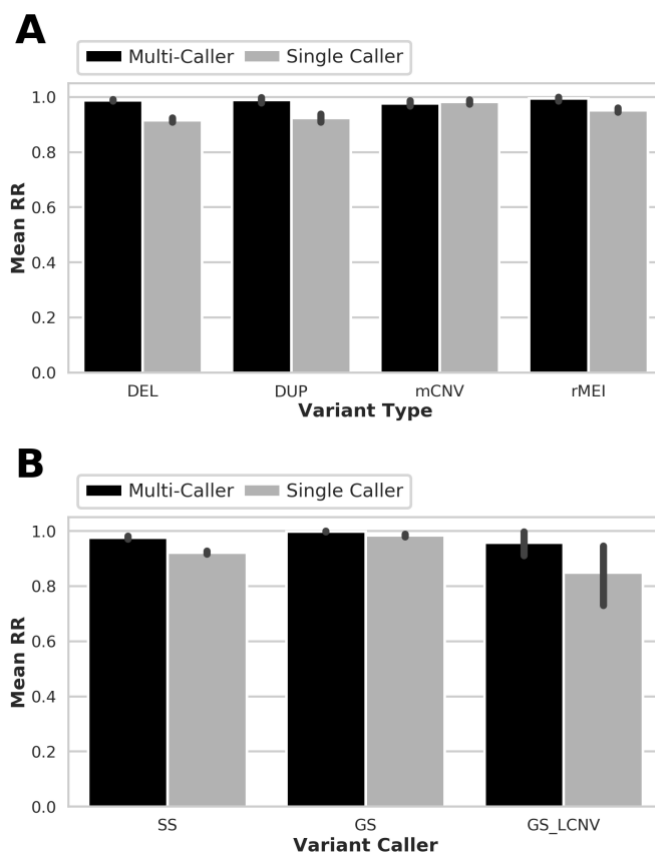 A
Multi-Caller Single Caller
1.0
0.8
0.6
0.4
0.2
0.0
Mean RR
DEL DUP mCNV rMEI
Variant Type
B
Multi-Caller Single Caller
1.0
0.8
0.6
0.4
0.2
0.0
Mean RR
SS GS GS_LCNV
Variant Caller